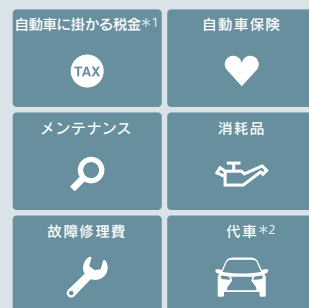 自動車に掛かる税金*1
自動車保険
TAX
メンテナンス
消耗品
故障修理費
代車*2